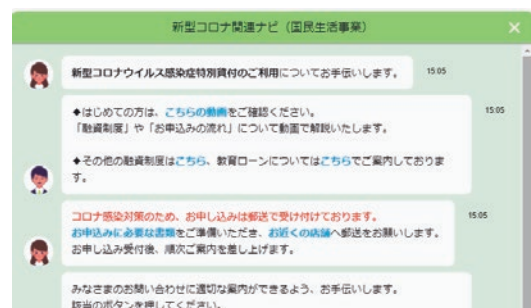 新型コロナ関連ナビ(国民生活事業)
×
新型コロナウイルス感染症特別貸付のご利用についてお手伝いします。
15:05
◆はじめての方は、こちらの動画をご確認ください。
15:05
「融資制度」や「お申込みの流れ」について動画で解説いたします。
◆その他の融資制度はこちら、教育ローンについてはこちらでご案内しておりま
す。
コロナ感染対策のため、お申し込みは郵送で受け付けております。
15:05
お申込みに必要な書類をご準備いただき、お近くの店舗へ郵送をお願いします。
お申し込み受付後、順次ご案内を差し上げます。
みなさまのお問い合わせに適切な案内ができるよう、お手伝いします。
該当のボタンを押してください。